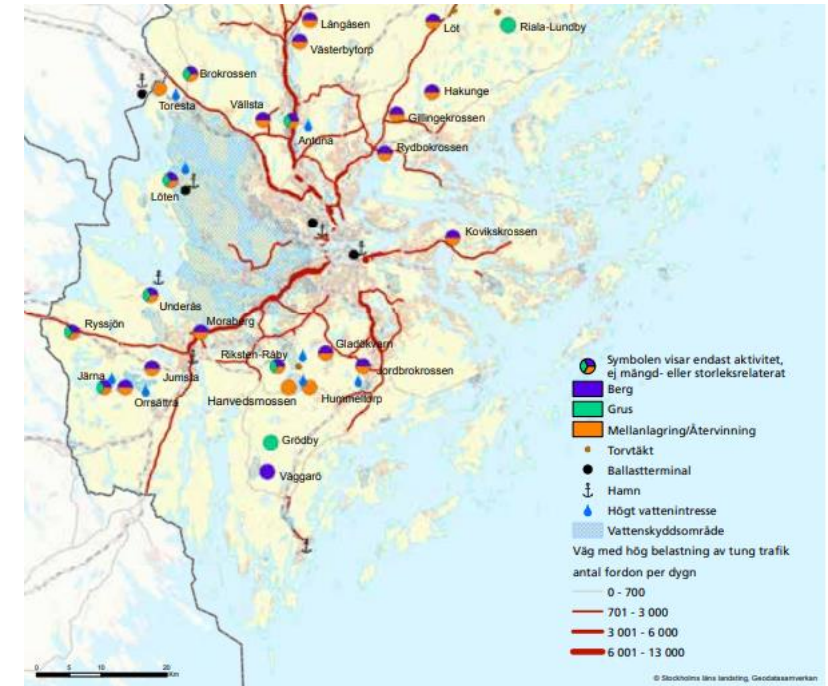 Långåsen
Löt
Riala-Lundby
Västerbytorp
Brokrossen
Hakunge
Toresta
Vällsta
Gillingekrossen
Antuna
Rydbokrossen
Löten
Kovikskrossen
Underås
Ryssjön
Moraberg
Riksten-Råby
Gladökvarn
Jordbrokrossen
Järna
Jumsta
Orrsättra
Hanvedsmossen
Hummeltorp
Grödby
Väggarö
Symbolen visar endast aktivitet,
ej mängd- eller storleksrelaterat
Berg
Grus
Mellanlagring/Återvinning
Torvtäkt
Ballastterminal
Hamn
Högt vattenintresse
Vattenskyddsområde
Väg med hög belastning av tung trafik
antal fordon per dygn
0 - 700
701 - 3 000
3 001 - 6 000
6 001 - 13 000
0 5 10 20
Km
© Stockholms läns landsting, Geodatasamverkan